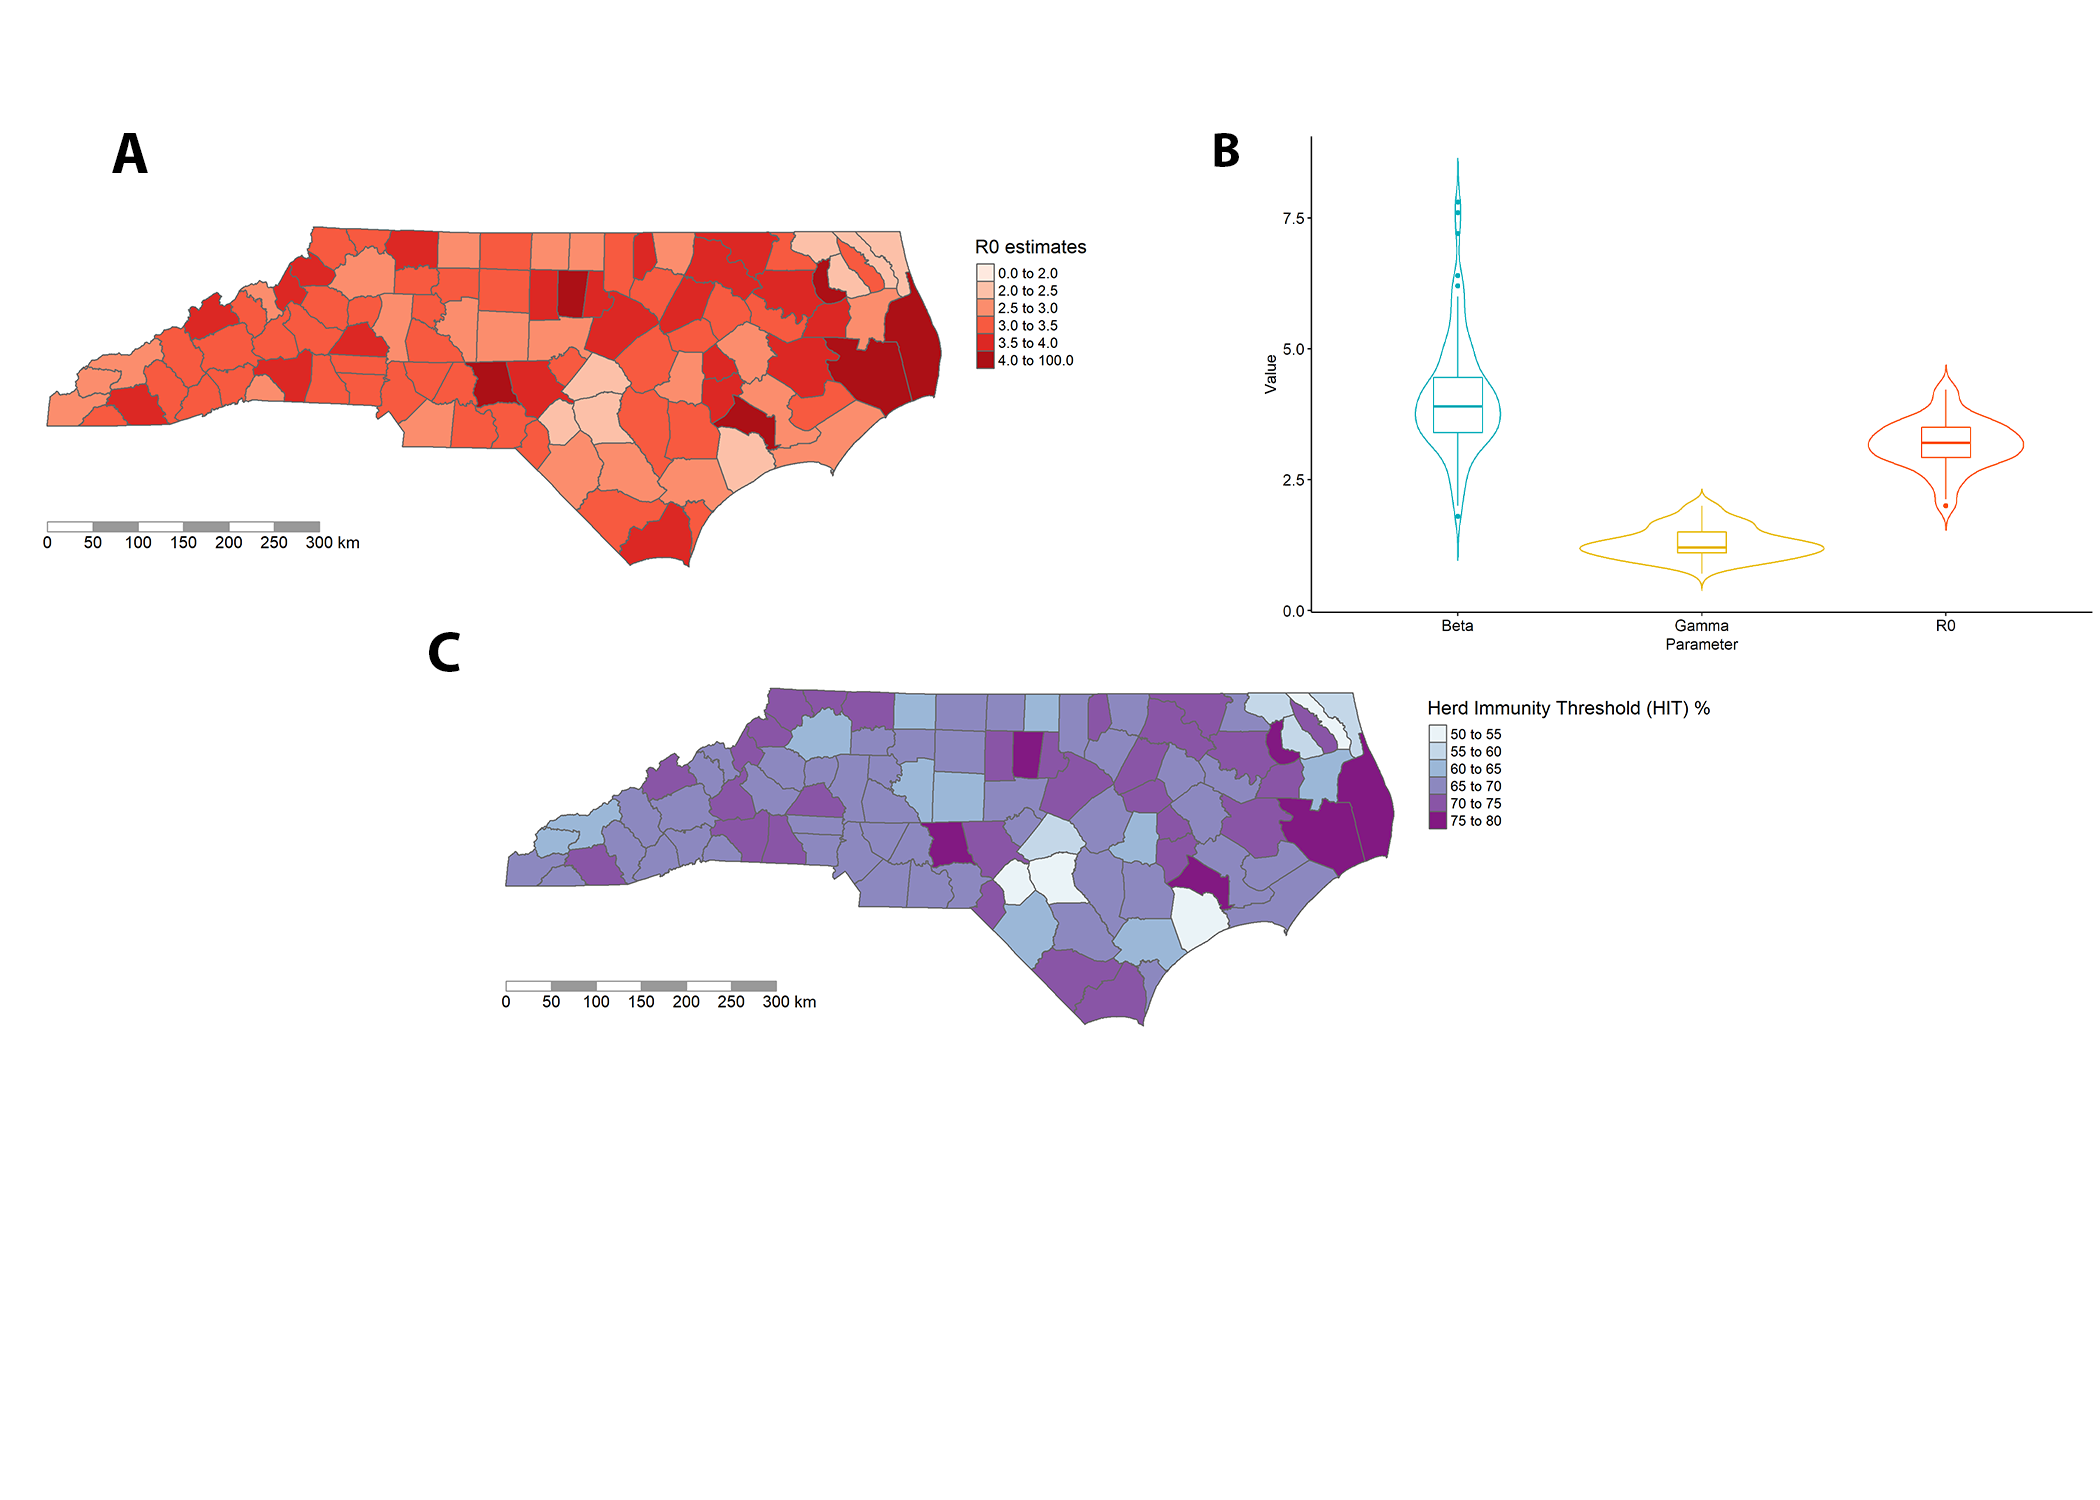 A
R0 estimates
0.0 to 2.0
2.0 to 2.5
2.5 to 3.0
3.0 to 3.5
3.5 to 4.0
4.0 to 100.0
0 50 100 150 200 250 300 km
B
Value
7.5
5.0
2.5
0.0
Beta Gamma R0
Parameter
C
Herd Immunity Threshold (HIT) %
50 to 55
55 to 60
60 to 65
65 to 70
70 to 75
75 to 80
0 50 100 150 200 250 300 km